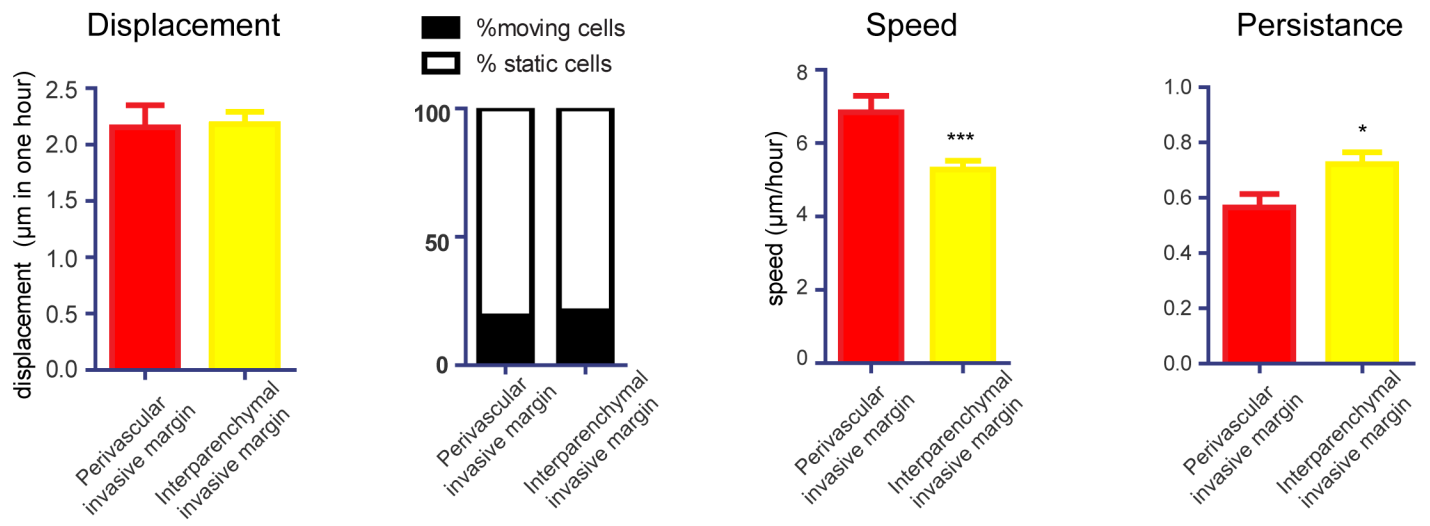 Displacement
displacement (µm in one hour)
2.5
2.0
1.5
1.0
0.5
0.0
Perivascular
invasive margin
Interparenchymal
invasive margin
%moving cells
% static cells
100
50
0
Perivascular
invasive margin
Interparenchymal
invasive margin
Speed
speed (µm/hour)
8
6
4
2
0
***
Perivascular
invasive margin
Interparenchymal
invasive margin
Persistance
1.0
0.8
0.6
0.4
0.2
0.0
*
Perivascular
invasive margin
Interparenchymal
invasive margin